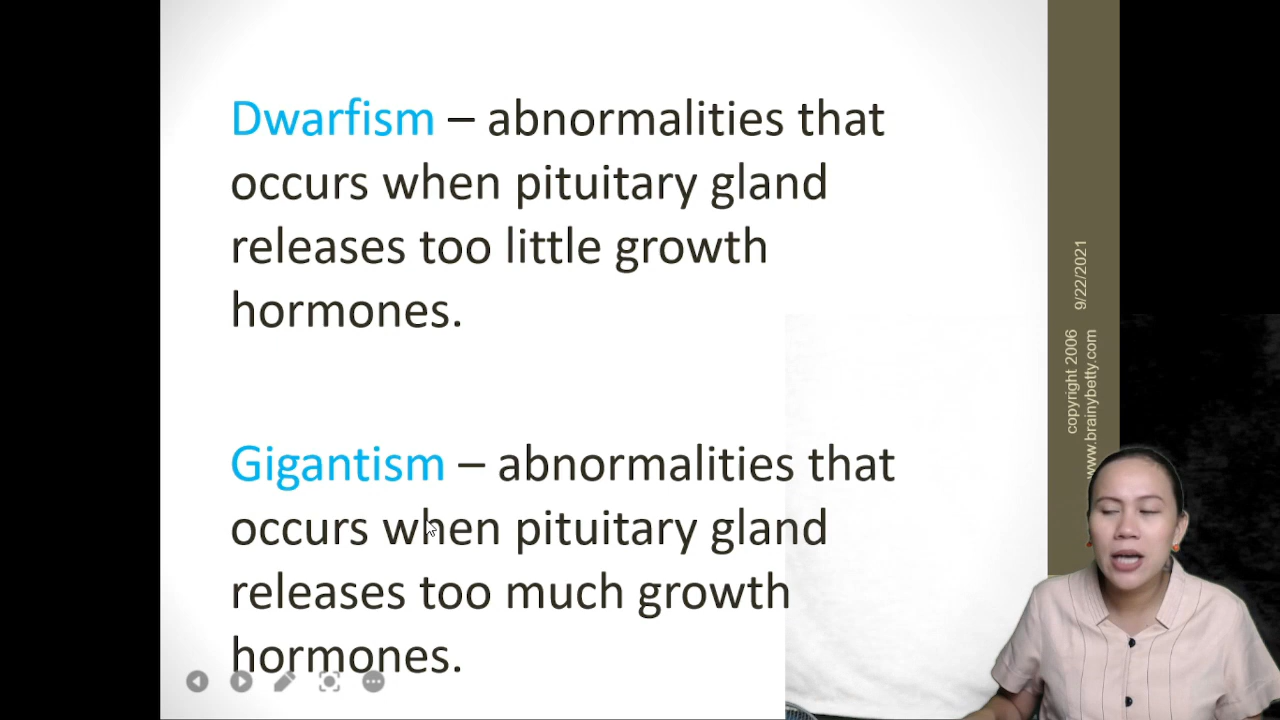 Dwarfism – abnormalities that
occurs when pituitary gland
releases too little growth
hormones.
Gigantism – abnormalities that
occurs when pituitary gland
releases too much growth
hormones.
9/22/2021
copyright 2006
www.brainybetty.com